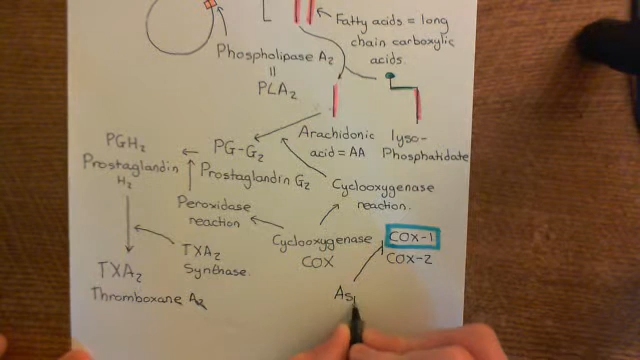 Fatty acids = long
chain carboxylic
acids.
Phospholipase A2
=
PLA2
Arachidonic
acid = AA
lyso-
Phosphatidate
PGH2
Prostaglandin
H2
PG-G2
Prostaglandin G2
Cyclooxygenase
reaction.
Peroxidase
reaction
Cyclooxygenase
COX
COX-1
COX-2
TXA2
Synthase.
TXA2
Thromboxane A2
As